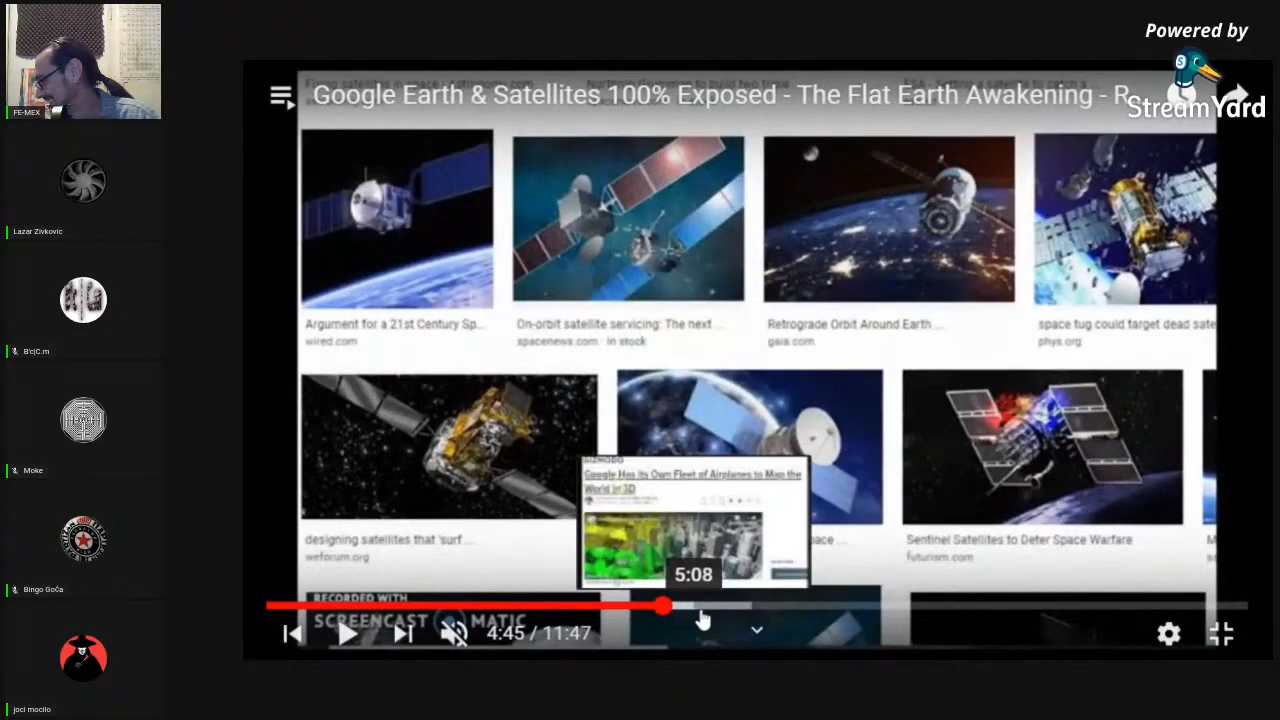 Powered by
StreamYard
FE-MEX
Lazar Zivkovic
B'c|C.m
Moke
Bingo Goča
joci mocilo
Google Earth & Satellites 100% Exposed - The Flat Earth Awakening - R
Argument for a 21st Century Sp...
wired.com
On-orbit satellite servicing: The next ...
spacenews.com · In stock
Retrograde Orbit Around Earth ...
gaia.com
space tug could target dead sate
phys.org
designing satellites that 'surf ...
weforum.org
pace ...
Sentinel Satellites to Deter Space Warfare
futurism.com
M
GIZMODO
Google Has its Own Fleet of Airplanes to Map the
World in 3D
5:08
RECORDED WITH
SCREENCAST MATIC
4:45 / 11:47